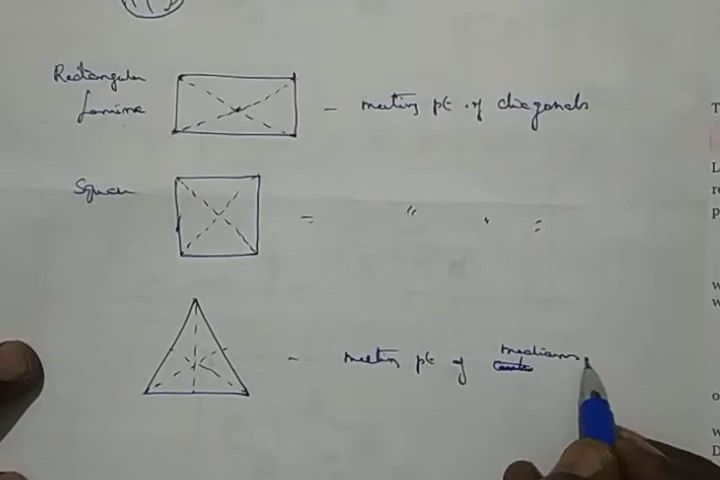 Rectangular
Lamina - meeting pt. of diagonals
Square = " " =
- meeting pt of medians